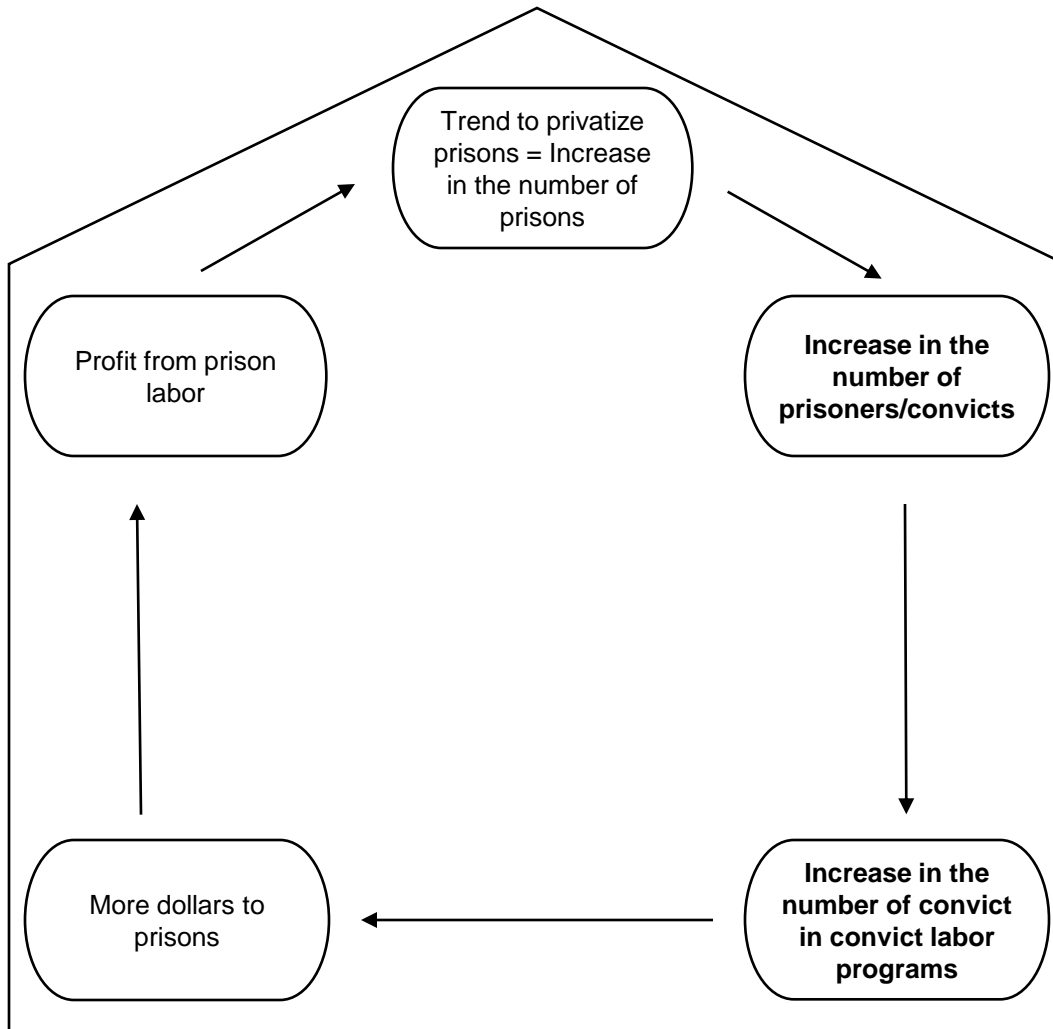 Trend to privatize
prisons = Increase
in the number of
prisons
Increase in the
number of
prisoners/convicts
Increase in the
number of convict
in convict labor
programs
More dollars to
prisons
Profit from prison
labor